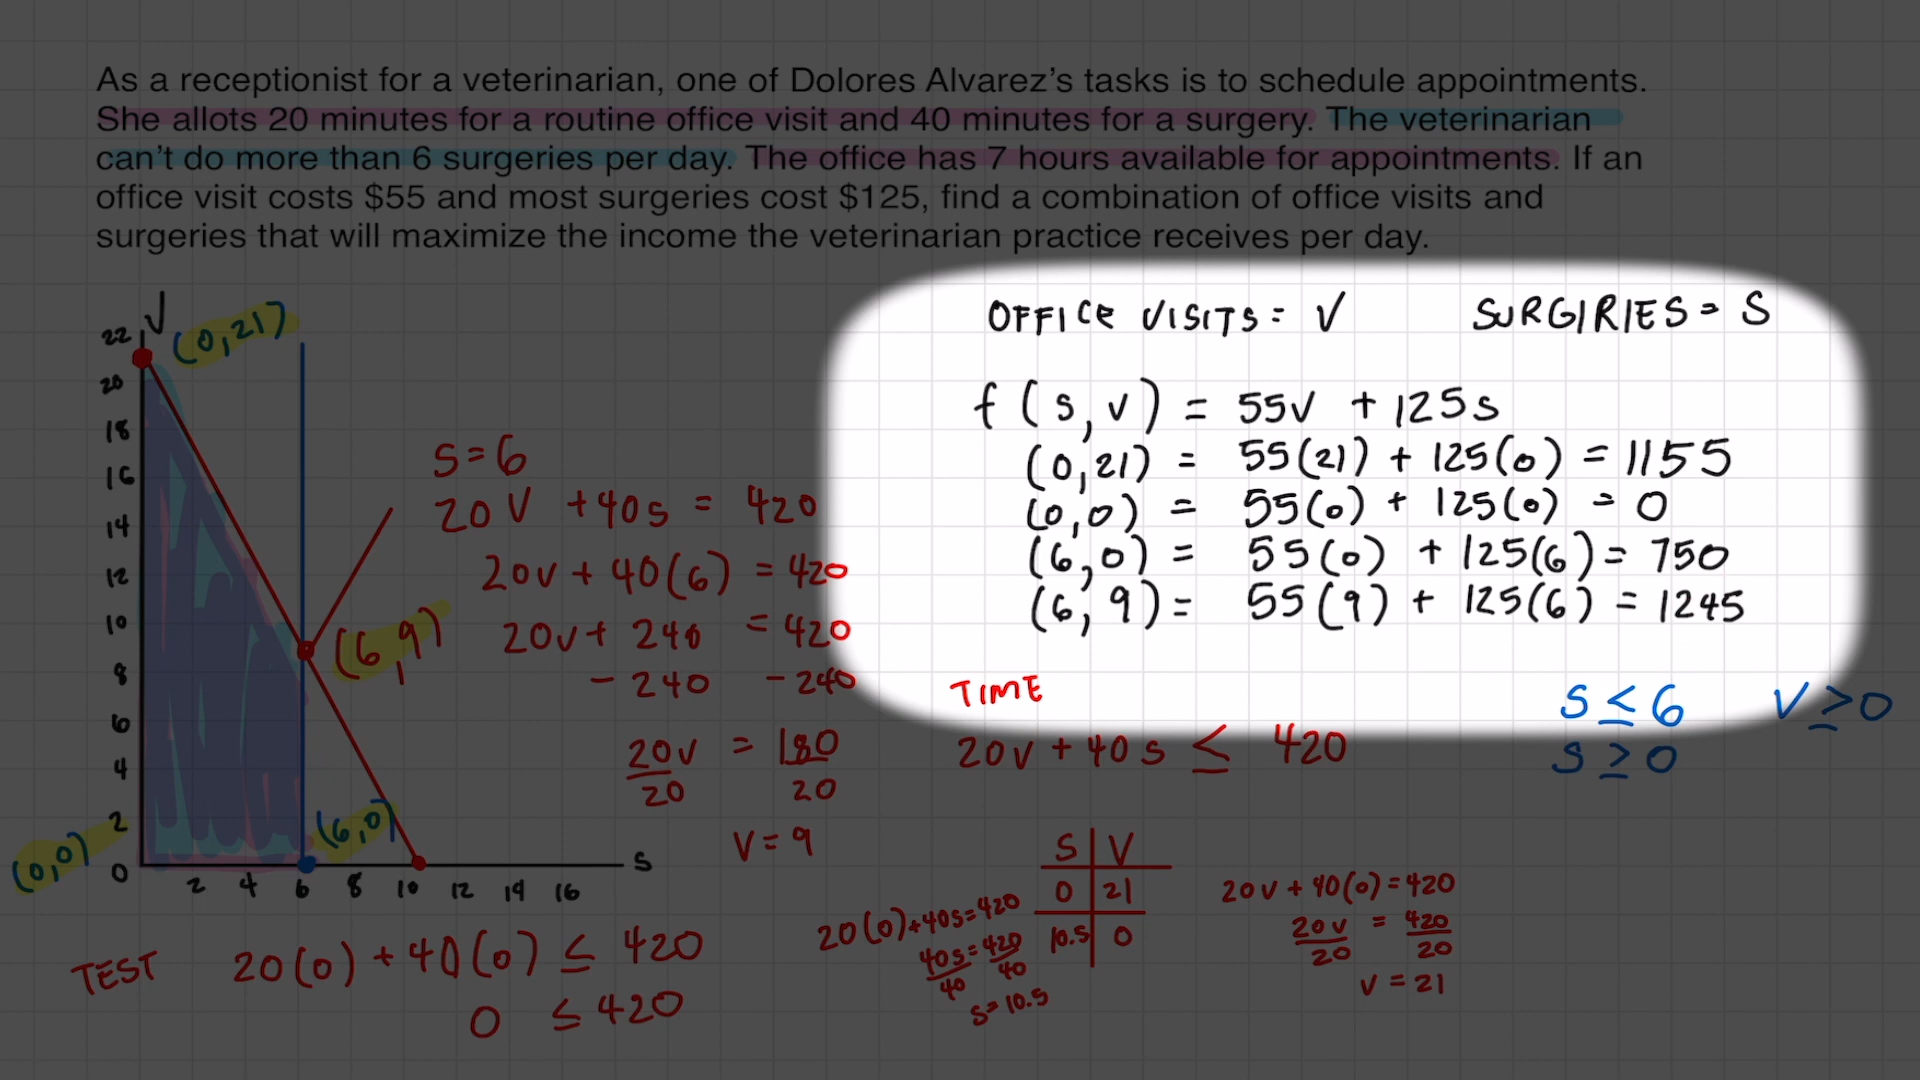 As a receptionist for a veterinarian, one of Dolores Alvarez's tasks is to schedule appointments.
She allots 20 minutes for a routine office visit and 40 minutes for a surgery. The veterinarian
can't do more than 6 surgeries per day. The office has 7 hours available for appointments. If an
office visit costs $55 and most surgeries cost $125, find a combination of office visits and
surgeries that will maximize the income the veterinarian practice receives per day.
OFFICE VISITS = V
SURGIRIES = S
f(s,v) = 55v + 125s
(0,21) = 55(21) + 125(0) = 1155
(0,0) = 55(0) + 125(0) = 0
(6,0) = 55(0) + 125(6) = 750
(6,9) = 55(9) + 125(6) = 1245
TIME
20v + 40s ≤ 420
S ≤ 6
V ≥ 0
S ≥ 0
V
(0,21)
22
20
18
16
14
12
10
8
6
4
2
0
2 4 6 8 10 12 14 16
S
(6,9)
(6,0)
(0,0)
S=6
20V + 40s = 420
20v + 40(6) = 420
20v + 240 = 420
- 240 - 240
20v = 180
20 20
V = 9
TEST 20(0) + 40(0) ≤ 420
0 ≤ 420
S V
0 21
10.5 0
20(0)+40s=420
40s=420
40 40
S=10.5
20v + 40(0) = 420
20v = 420
20 20
V = 21